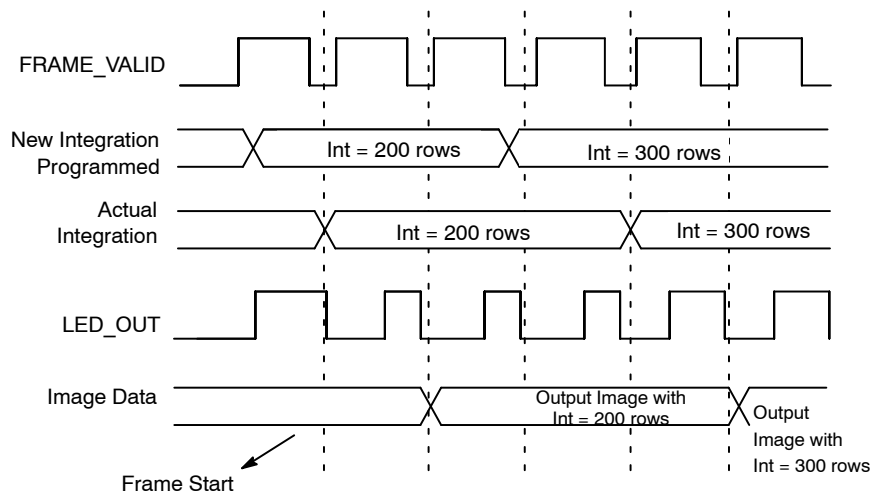 FRAME_VALID
New Integration
Programmed
Int = 200 rows
Int = 300 rows
Actual
Integration
Int = 200 rows
Int = 300 rows
LED_OUT
Image Data
Output Image with
Int = 200 rows
Output
Image with
Int = 300 rows
Frame Start